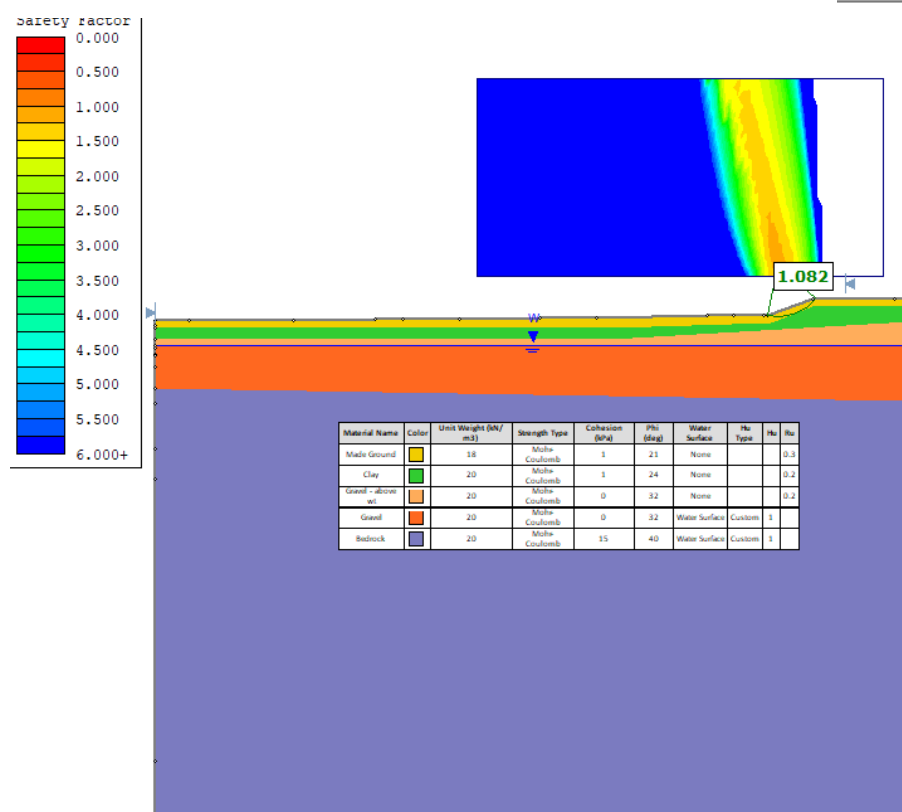 Safety Factor
0.000
0.500
1.000
1.500
2.000
2.500
3.000
3.500
4.000
4.500
5.000
5.500
6.000+
1.082
W
Material Name Color Unit Weight (kN/m3) Strength Type Cohesion (kPa) Phi (deg) Water Surface Hu Type Hu Ru
Made Ground 18 Mohr-Coulomb 1 21 None 0.3
Clay 20 Mohr-Coulomb 1 24 None 0.2
Gravel - above wl 20 Mohr-Coulomb 0 32 None 0.2
Gravel 20 Mohr-Coulomb 0 32 Water Surface Custom 1
Bedrock 20 Mohr-Coulomb 15 40 Water Surface Custom 1